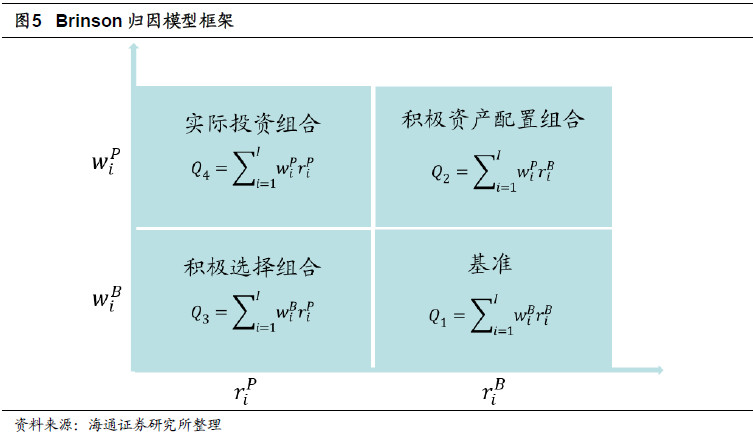 图5 Brinson 归因模型框架
实际投资组合
积极资产配置组合
w_i^P
Q_4 = ∑_{i=1}^I w_i^P r_i^P
Q_2 = ∑_{i=1}^I w_i^P r_i^B
积极选择组合
基准
w_i^B
Q_3 = ∑_{i=1}^I w_i^B r_i^P
Q_1 = ∑_{i=1}^I w_i^B r_i^B
r_i^P
r_i^B
资料来源：海通证券研究所整理